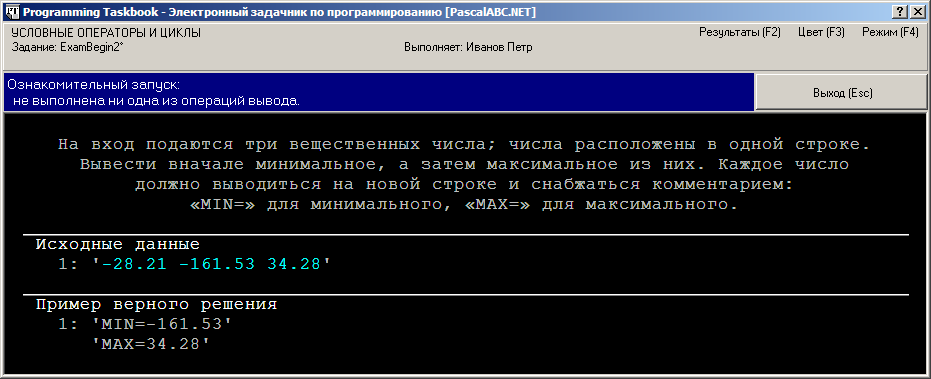 Programming Taskbook - Электронный задачник по программированию [PascalABC.NET]
УСЛОВНЫЕ ОПЕРАТОРЫ И ЦИКЛЫ
Результаты (F2) Цвет (F3) Режим (F4)
Задание: ExamBegin2*
Выполняет: Иванов Петр
Ознакомительный запуск:
не выполнена ни одна из операций вывода.
Выход (Esc)
На вход подаются три вещественных числа; числа расположены в одной строке.
Вывести вначале минимальное, а затем максимальное из них. Каждое число
должно выводиться на новой строке и снабжаться комментарием:
«MIN=» для минимального, «MAX=» для максимального.
Исходные данные
1: '-28.21 -161.53 34.28'
Пример верного решения
1: 'MIN=-161.53'
'MAX=34.28'